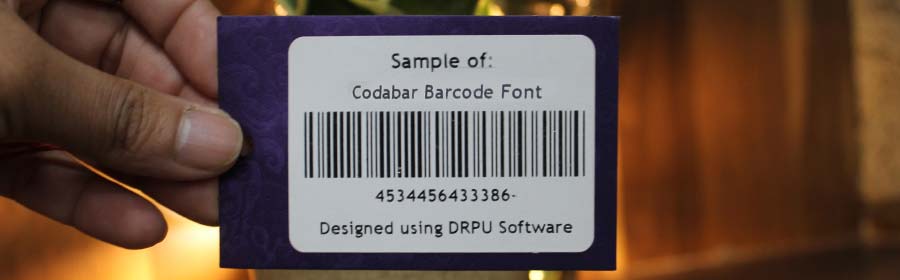 Sample of:
Codabar Barcode Font
4534456433386-
Designed using DRPU Software